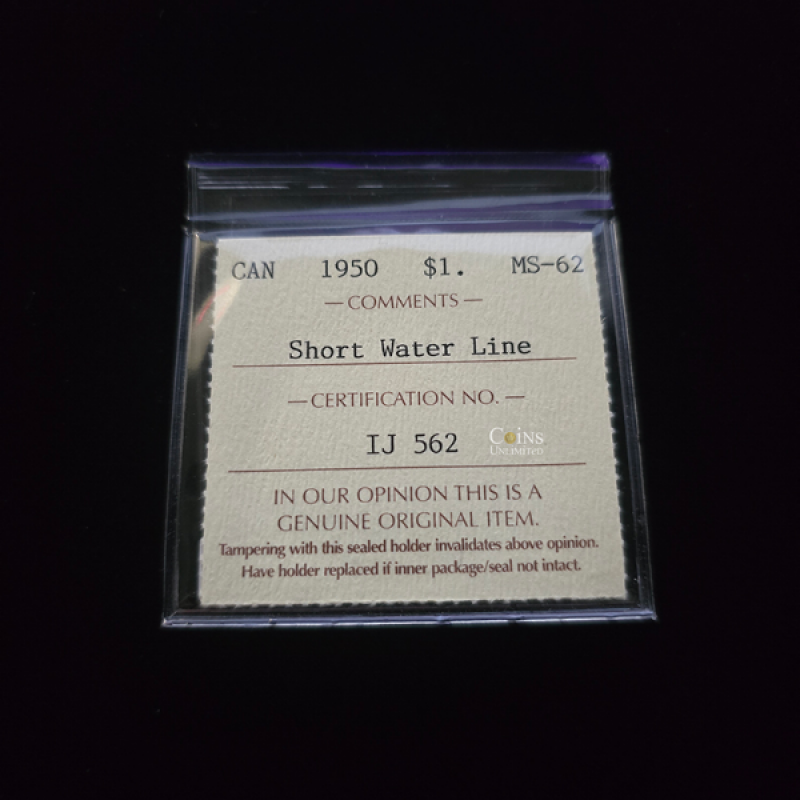 CAN 1950 $1. MS-62
—COMMENTS—
Short Water Line
—CERTIFICATION NO.—
IJ 562
COINS
UNLIMITED
IN OUR OPINION THIS IS A
GENUINE ORIGINAL ITEM.
Tampering with this sealed holder invalidates above opinion.
Have holder replaced if inner package/seal not intact.